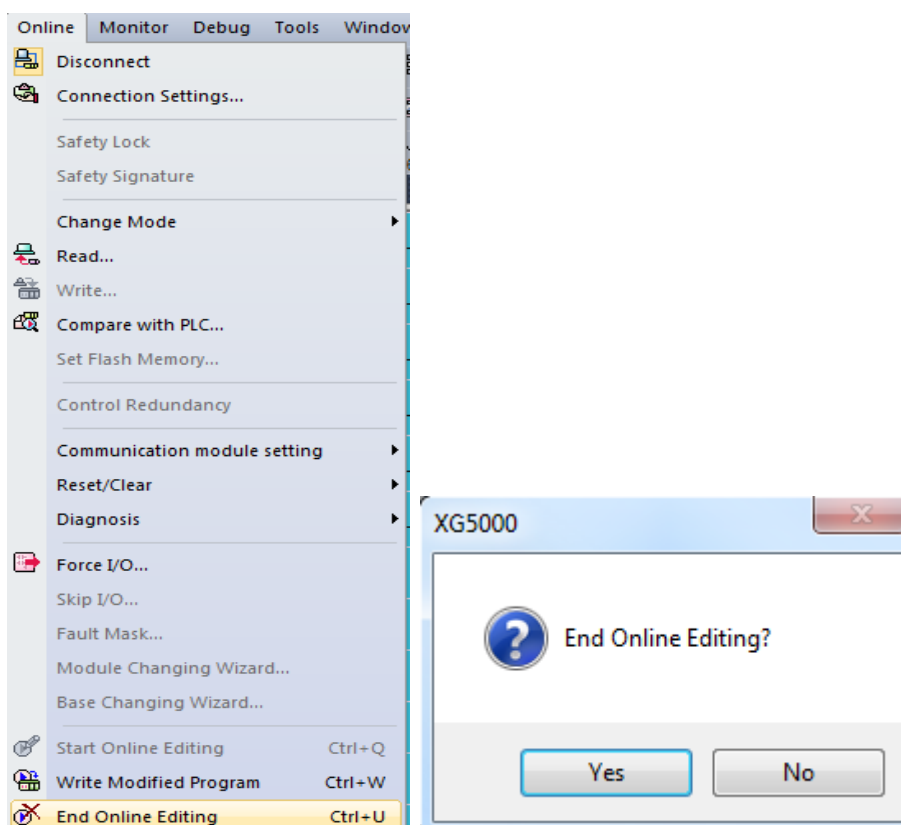 Online Monitor Debug Tools Window
Disconnect
Connection Settings...
Safety Lock
Safety Signature
Change Mode
Read...
Write...
Compare with PLC...
Set Flash Memory...
Control Redundancy
Communication module setting
Reset/Clear
Diagnosis
Force I/O...
Skip I/O...
Fault Mask...
Module Changing Wizard...
Base Changing Wizard...
Start Online Editing Ctrl+Q
Write Modified Program Ctrl+W
End Online Editing Ctrl+U
XG5000
End Online Editing?
Yes No